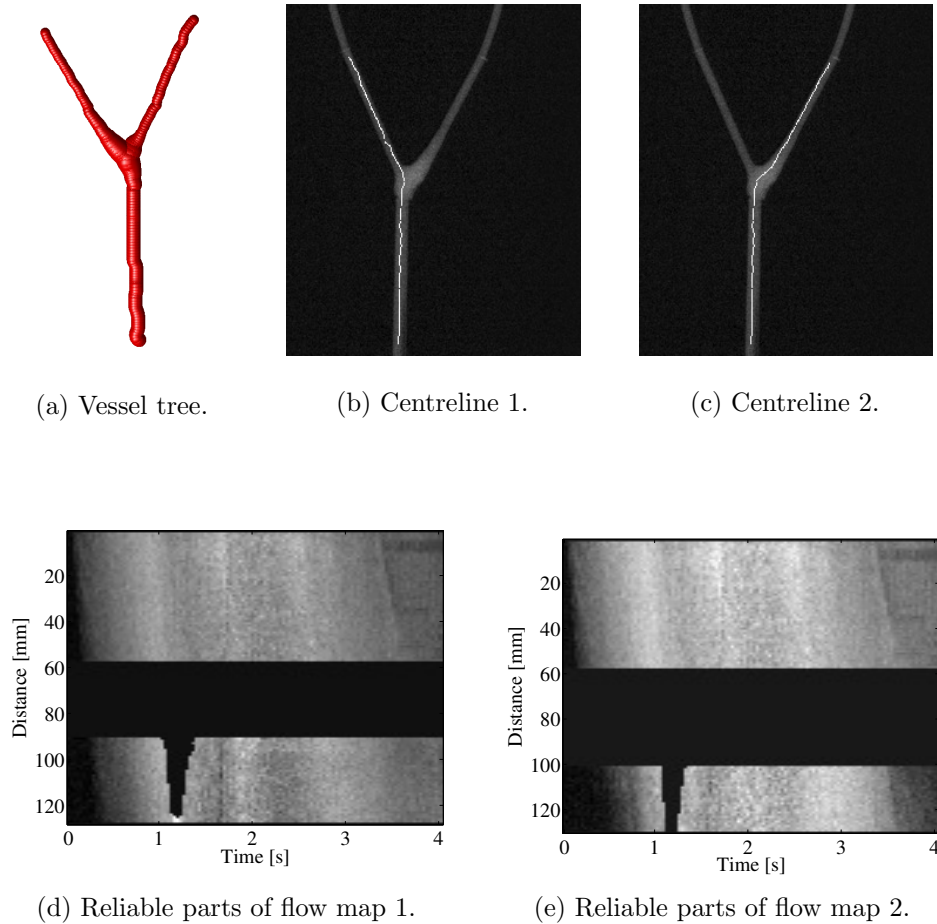 (a) Vessel tree.
(b) Centreline 1.
(c) Centreline 2.
20
40
60
80
100
120
Distance [mm]
0 1 2 3 4
Time [s]
20
40
60
80
100
120
Distance [mm]
0 1 2 3 4
Time [s]
(d) Reliable parts of flow map 1.
(e) Reliable parts of flow map 2.